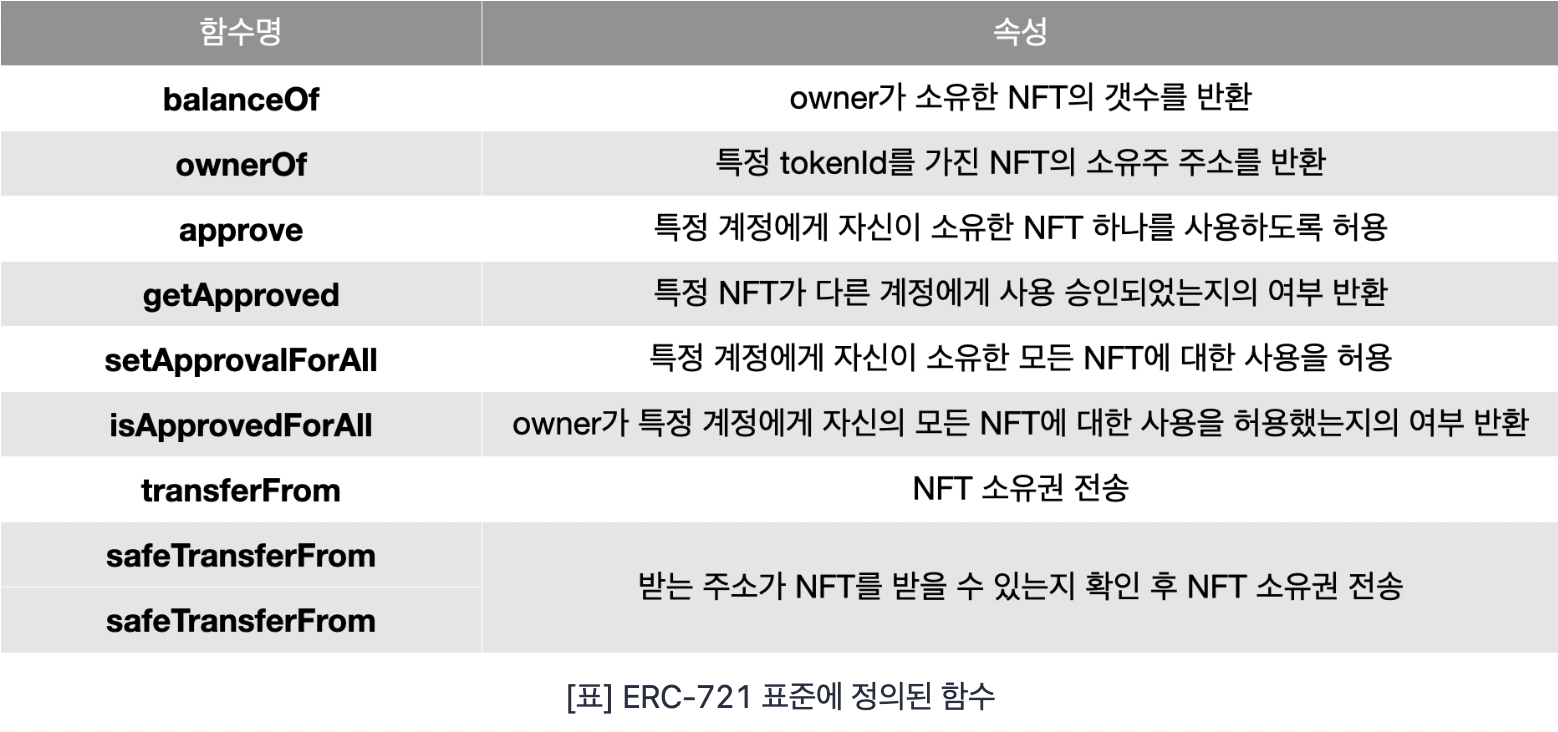 함수명 속성
balanceOf owner가 소유한 NFT의 갯수를 반환
ownerOf 특정 tokenId를 가진 NFT의 소유주 주소를 반환
approve 특정 계정에게 자신이 소유한 NFT 하나를 사용하도록 허용
getApproved 특정 NFT가 다른 계정에게 사용 승인되었는지의 여부 반환
setApprovalForAll 특정 계정에게 자신이 소유한 모든 NFT에 대한 사용을 허용
isApprovedForAll owner가 특정 계정에게 자신의 모든 NFT에 대한 사용을 허용했는지의 여부 반환
transferFrom NFT 소유권 전송
safeTransferFrom
받는 주소가 NFT를 받을 수 있는지 확인 후 NFT 소유권 전송
safeTransferFrom
[표] ERC-721 표준에 정의된 함수